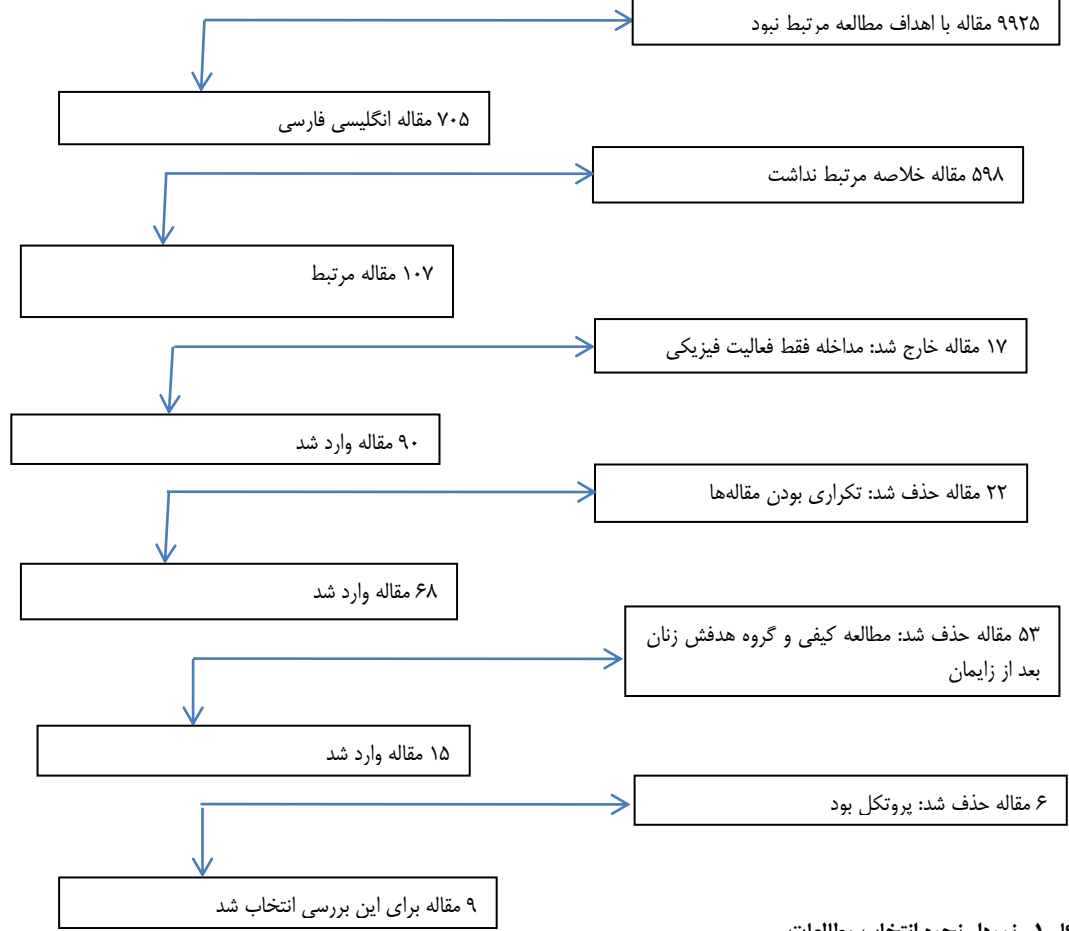 ۹۹۲۵ مقاله با اهداف مطالعه مرتبط نبود
۷۰۵ مقاله انگلیسی فارسی
۵۹۸ مقاله خلاصه مرتبط نداشت
۱۰۷ مقاله مرتبط
۱۷ مقاله خارج شد: مداخله فقط فعالیت فیزیکی
۹۰ مقاله وارد شد
۲۲ مقاله حذف شد: تکراری بودن مقاله‌ها
۶۸ مقاله وارد شد
۵۳ مقاله حذف شد: مطالعه کیفی و گروه هدفش زنان
بعد از زایمان
۱۵ مقاله وارد شد
۶ مقاله حذف شد: پروتکل بود
۹ مقاله برای این بررسی انتخاب شد